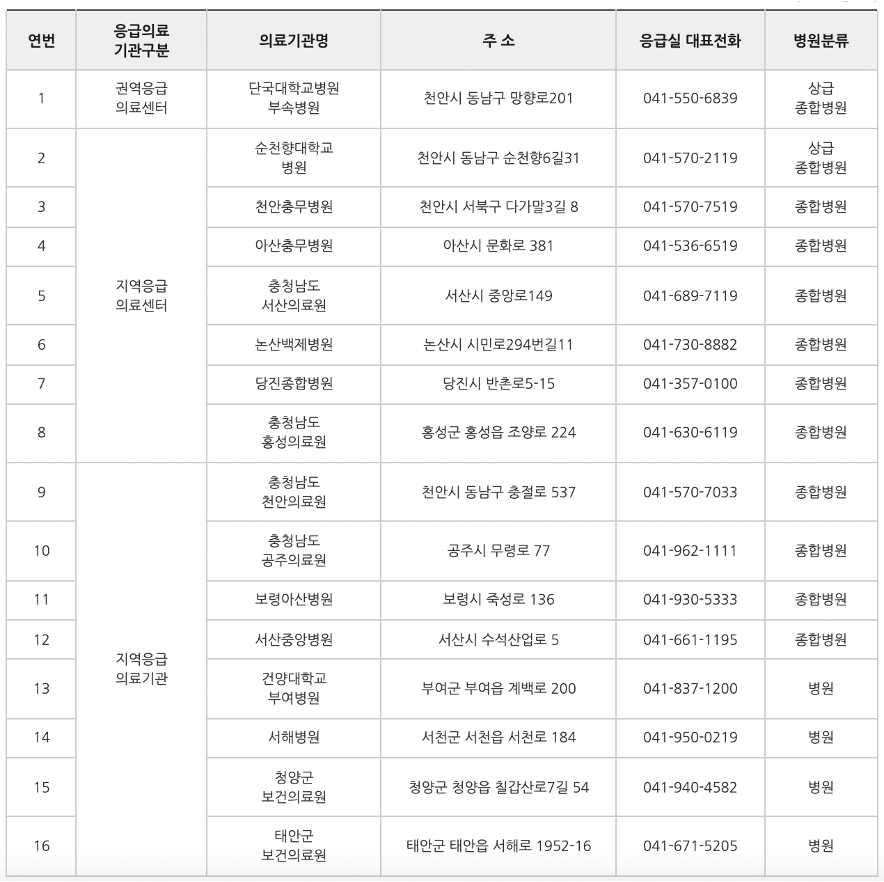 연번 응급의료 기관구분 의료기관명 주 소 응급실 대표전화 병원분류
1 권역응급 의료센터 단국대학교병원 부속병원 천안시 동남구 망향로201 041-550-6839 상급 종합병원
2 지역응급 의료센터 순천향대학교 병원 천안시 동남구 순천향6길31 041-570-2119 상급 종합병원
3 천안충무병원 천안시 서북구 다가말3길 8 041-570-7519 종합병원
4 아산충무병원 아산시 문화로 381 041-536-6519 종합병원
5 충청남도 서산의료원 서산시 중앙로149 041-689-7119 종합병원
6 논산백제병원 논산시 시민로294번길11 041-730-8882 종합병원
7 당진종합병원 당진시 반촌로5-15 041-357-0100 종합병원
8 충청남도 홍성의료원 홍성군 홍성읍 조양로 224 041-630-6119 종합병원
9 지역응급 의료기관 충청남도 천안의료원 천안시 동남구 충절로 537 041-570-7033 종합병원
10 충청남도 공주의료원 공주시 무령로 77 041-962-1111 종합병원
11 보령아산병원 보령시 죽성로 136 041-930-5333 종합병원
12 서산중앙병원 서산시 수석산업로 5 041-661-1195 종합병원
13 건양대학교 부여병원 부여군 부여읍 계백로 200 041-837-1200 병원
14 서해병원 서천군 서천읍 서천로 184 041-950-0219 병원
15 청양군 보건의료원 청양군 청양읍 칠갑산로7길 54 041-940-4582 병원
16 태안군 보건의료원 태안군 태안읍 서해로 1952-16 041-671-5205 병원